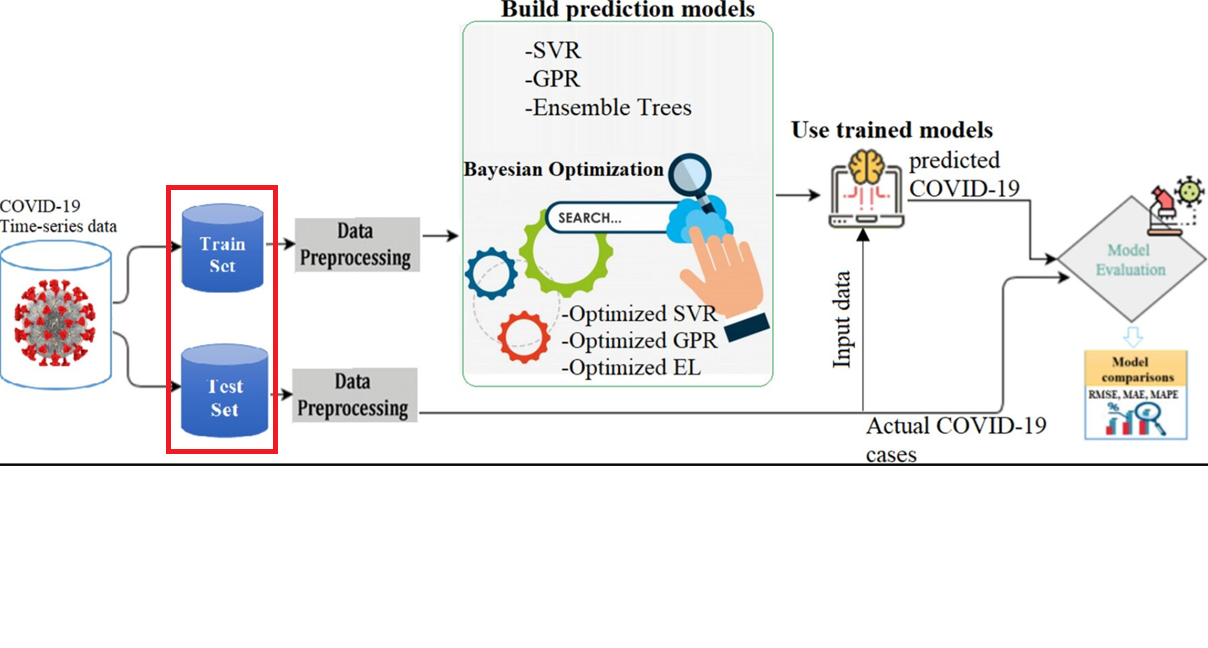 Build prediction models
-SVR
-GPR
-Ensemble Trees
Bayesian Optimization
SEARCH...
-Optimized SVR
-Optimized GPR
-Optimized EL
COVID-19
Time-series data
Train
Set
Test
Set
Data
Preprocessing
Data
Preprocessing
Use trained models
predicted
COVID-19
Input data
Actual COVID-19
cases
Model
Evaluation
Model
comparisons
RMSE, MAE, MAPE
%